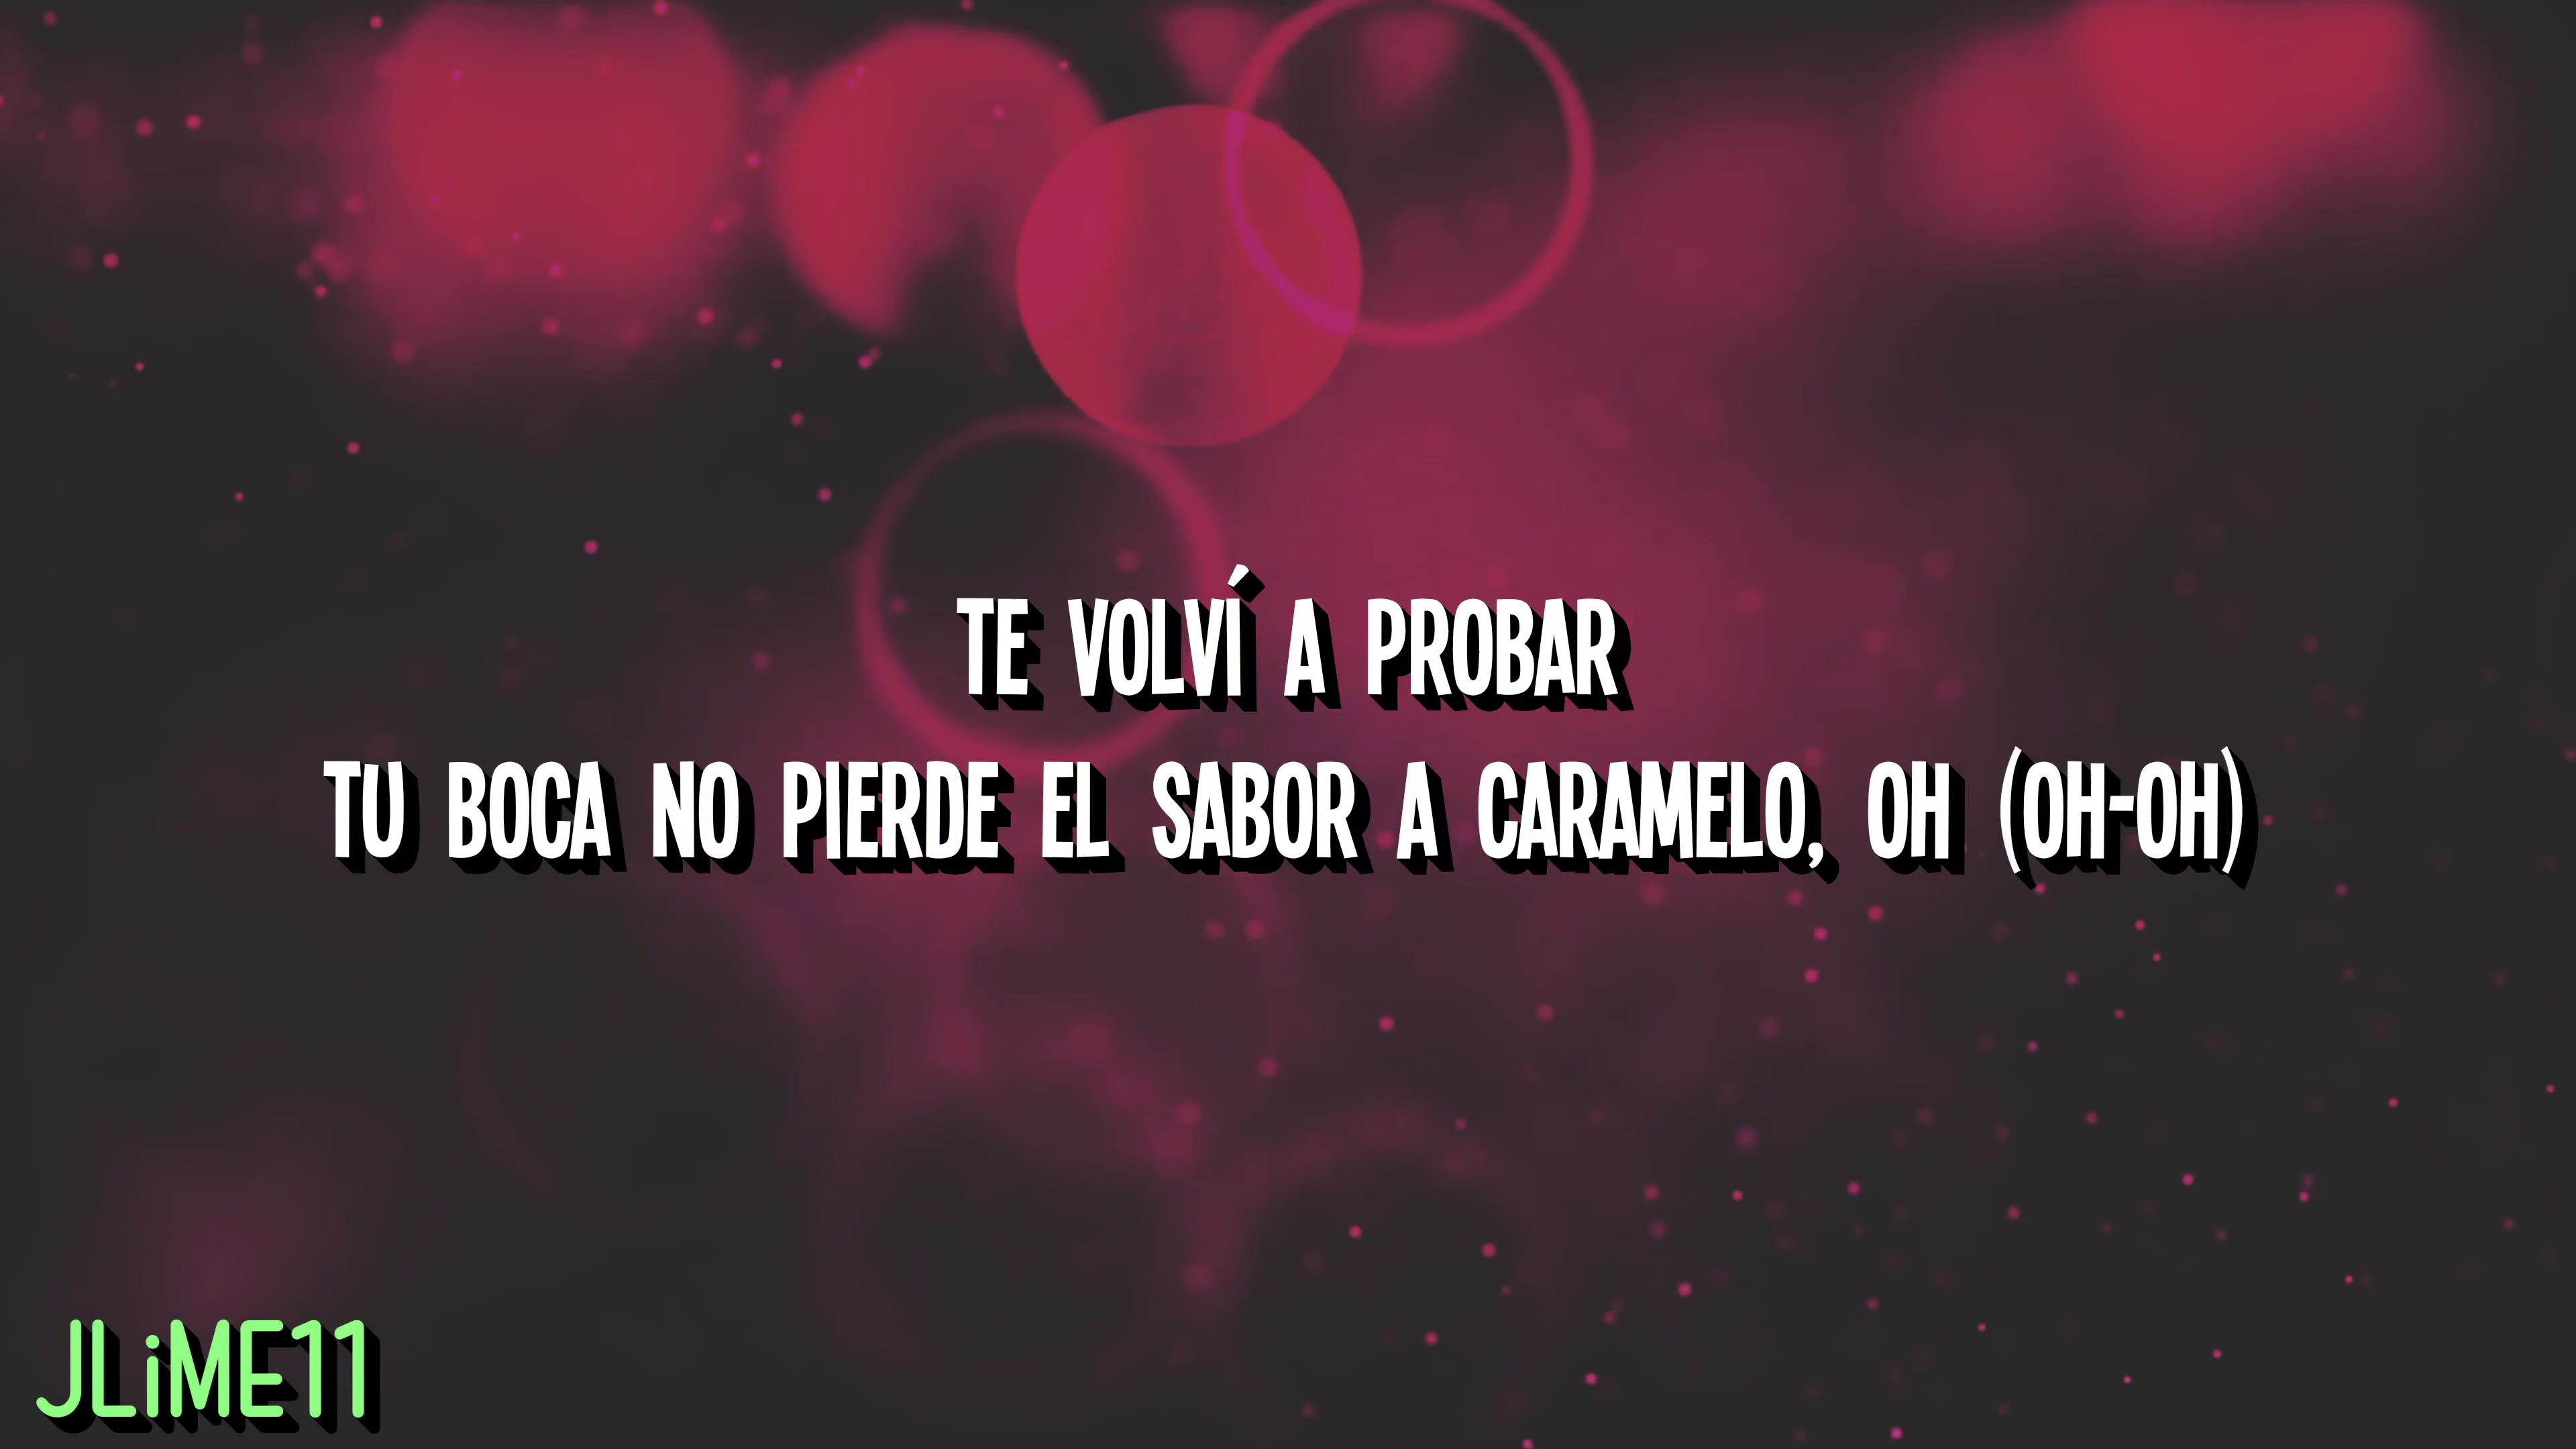 TE VOLVÍ A PROBAR
TU BOCA NO PIERDE EL SABOR A CARAMELO, OH (OH-OH)
JLiME11